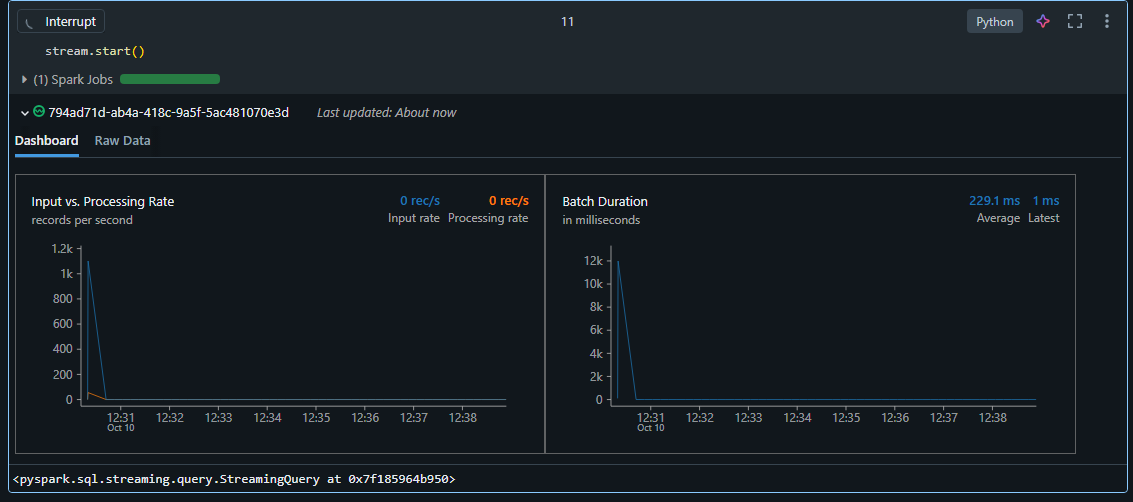 Interrupt 11 Python
stream.start()
(1) Spark Jobs
794ad71d-ab4a-418c-9a5f-5ac481070e3d Last updated: About now
Dashboard Raw Data
Input vs. Processing Rate 0 rec/s 0 rec/s
records per second Input rate Processing rate
1.2k
1k
800
600
400
200
0
12:31 12:32 12:33 12:34 12:35 12:36 12:37 12:38
Oct 10
Batch Duration 229.1 ms 1 ms
in milliseconds Average Latest
12k
10k
8k
6k
4k
2k
0
12:31 12:32 12:33 12:34 12:35 12:36 12:37 12:38
Oct 10
<pyspark.sql.streaming.query.StreamingQuery at 0x7f185964b950>